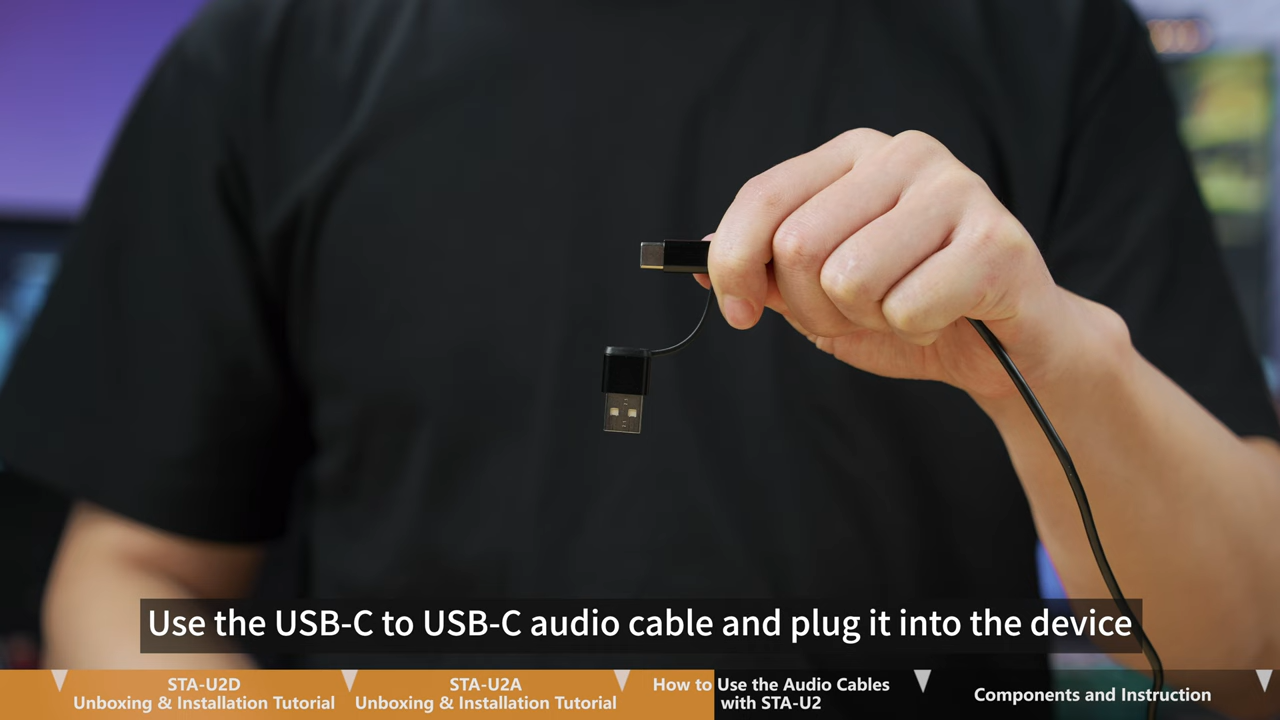 Use the USB-C to USB-C audio cable and plug it into the device
STA-U2D
Unboxing & Installation Tutorial
STA-U2A
Unboxing & Installation Tutorial
How to Use the Audio Cables
with STA-U2
Components and Instruction